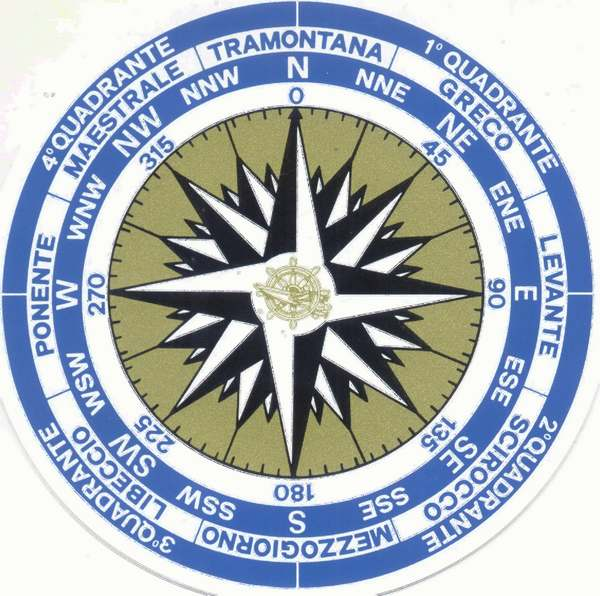 1° QUADRANTE
2° QUADRANTE
3° QUADRANTE
4° QUADRANTE
TRAMONTANA
GRECO
LEVANTE
SCIROCCO
MEZZOGIORNO
LIBECCIO
PONENTE
MAESTRALE
N
NNE
NE
ENE
E
ESE
SE
SSE
S
SSW
SW
WSW
W
WNW
NW
NNW
0
45
90
135
180
225
270
315